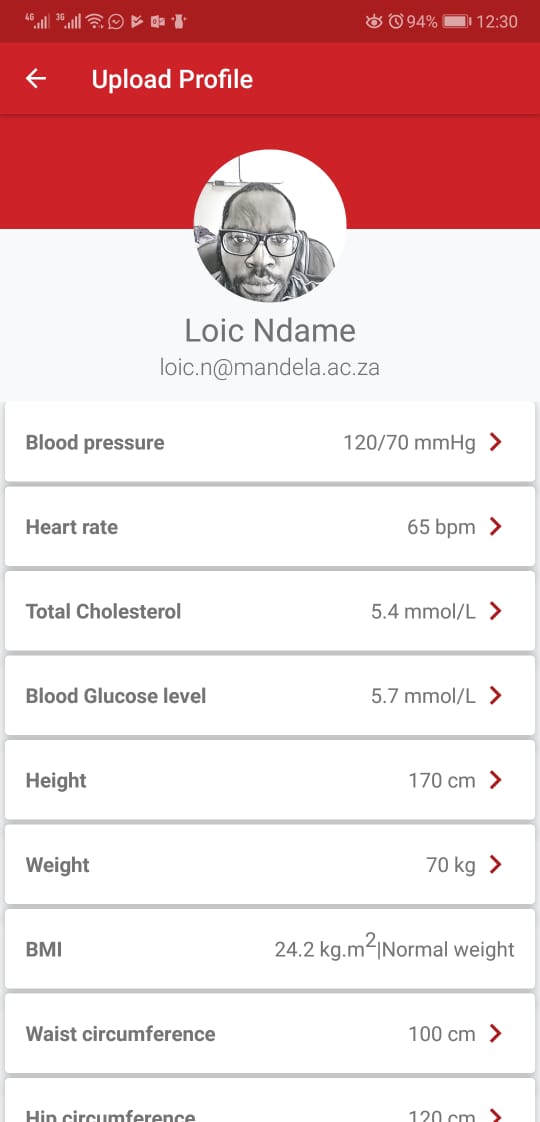 4G 3G 94% 12:30
Upload Profile
Loic Ndame
loic.n@mandela.ac.za
Blood pressure 120/70 mmHg
Heart rate 65 bpm
Total Cholesterol 5.4 mmol/L
Blood Glucose level 5.7 mmol/L
Height 170 cm
Weight 70 kg
BMI 24.2 kg.m²|Normal weight
Waist circumference 100 cm
Hip circumference 120 cm